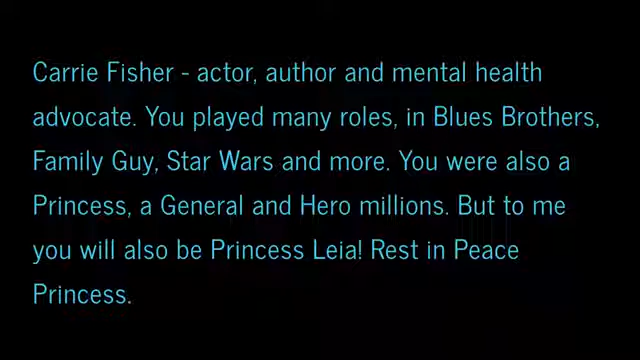 Carrie Fisher - actor, author and mental health
advocate. You played many roles, in Blues Brothers,
Family Guy, Star Wars and more. You were also a
Princess, a General and Hero millions. But to me
you will also be Princess Leia! Rest in Peace
Princess.